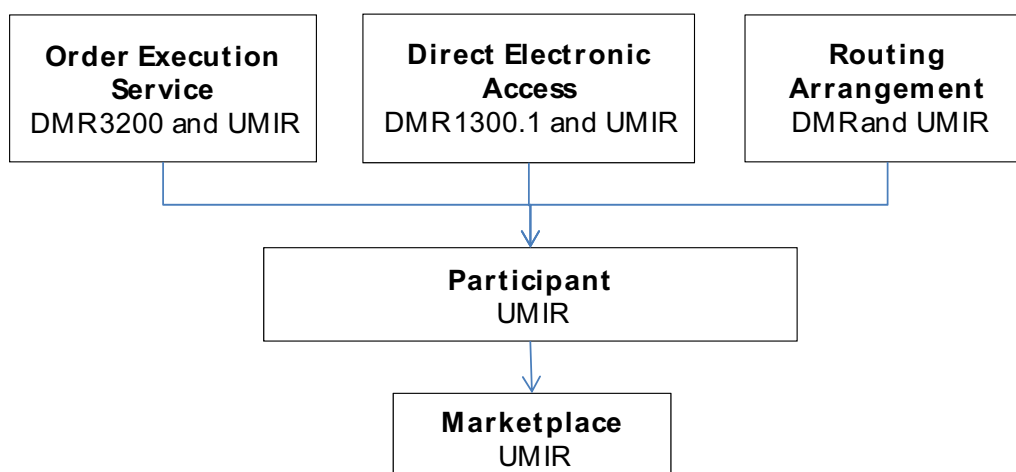 Order Execution
Service
DMR3200 and UMIR
Direct Electronic
Access
DMR1300.1 and UMIR
Routing
Arrangement
DMRand UMIR
Participant
UMIR
Marketplace
UMIR